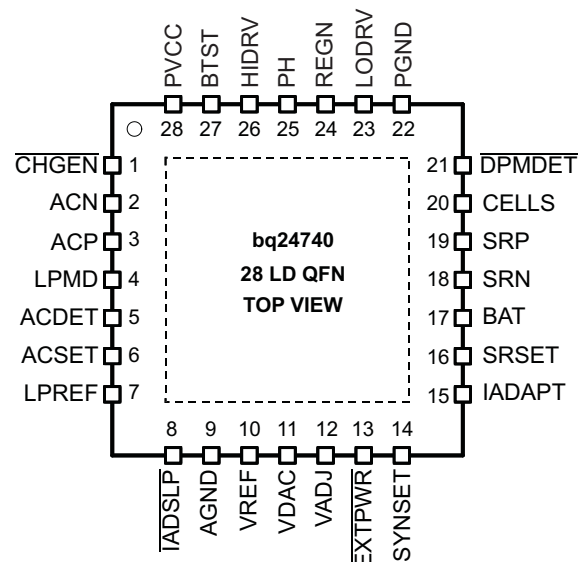 PVCC
BTST
HIDRV
PH
REGN
LODRV
PGND
28 27 26 25 24 23 22
CHGEN 1
ACN 2
ACP 3
LPMD 4
ACDET 5
ACSET 6
LPREF 7
bq24740
28 LD QFN
TOP VIEW
21 DPMDET
20 CELLS
19 SRP
18 SRN
17 BAT
16 SRSET
15 IADAPT
8 9 10 11 12 13 14
IADSLP
AGND
VREF
VDAC
VADJ
EXTPWR
SYNSET